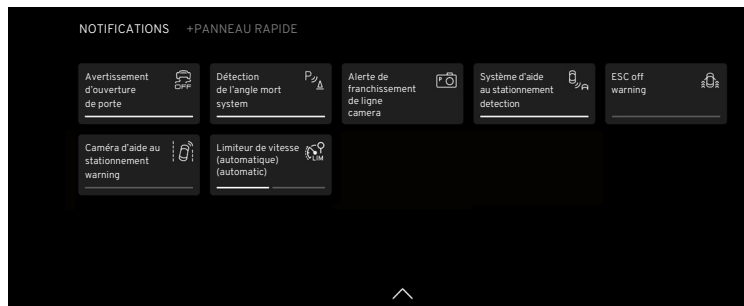 NOTIFICATIONS +PANNEAU RAPIDE
Avertissement
d'ouverture
de porte
OFF
Détection
de l'angle mort
system
P
Alerte de
franchissement
de ligne
camera
P
Système d'aide
au stationnement
detection
ESC off
warning
Caméra d'aide au
stationnement
warning
Limiteur de vitesse
(automatique)
(automatic)
LIM